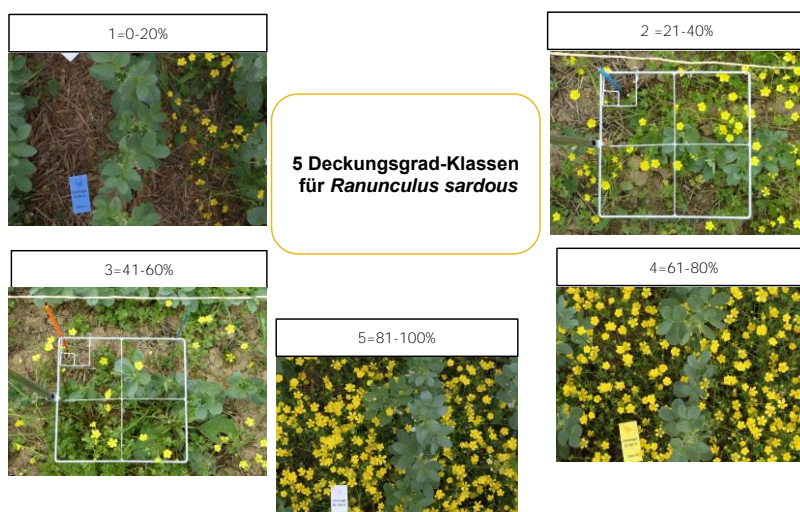 1=0-20%
2 =21-40%
5 Deckungsgrad-Klassen
für Ranunculus sardous
3=41-60%
4=61-80%
5=81-100%